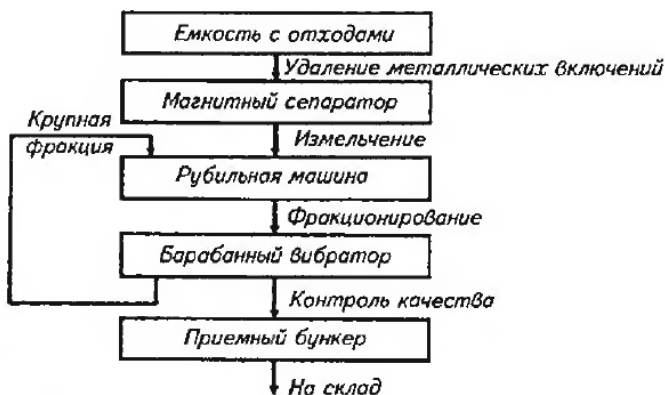 Емкость с отходами
Удаление металлических включений
Магнитный сепаратор
Крупная
фракция
Измельчение
Рубильная машина
Фракционирование
Барабанный вибратор
Контроль качества
Приемный бункер
На склад